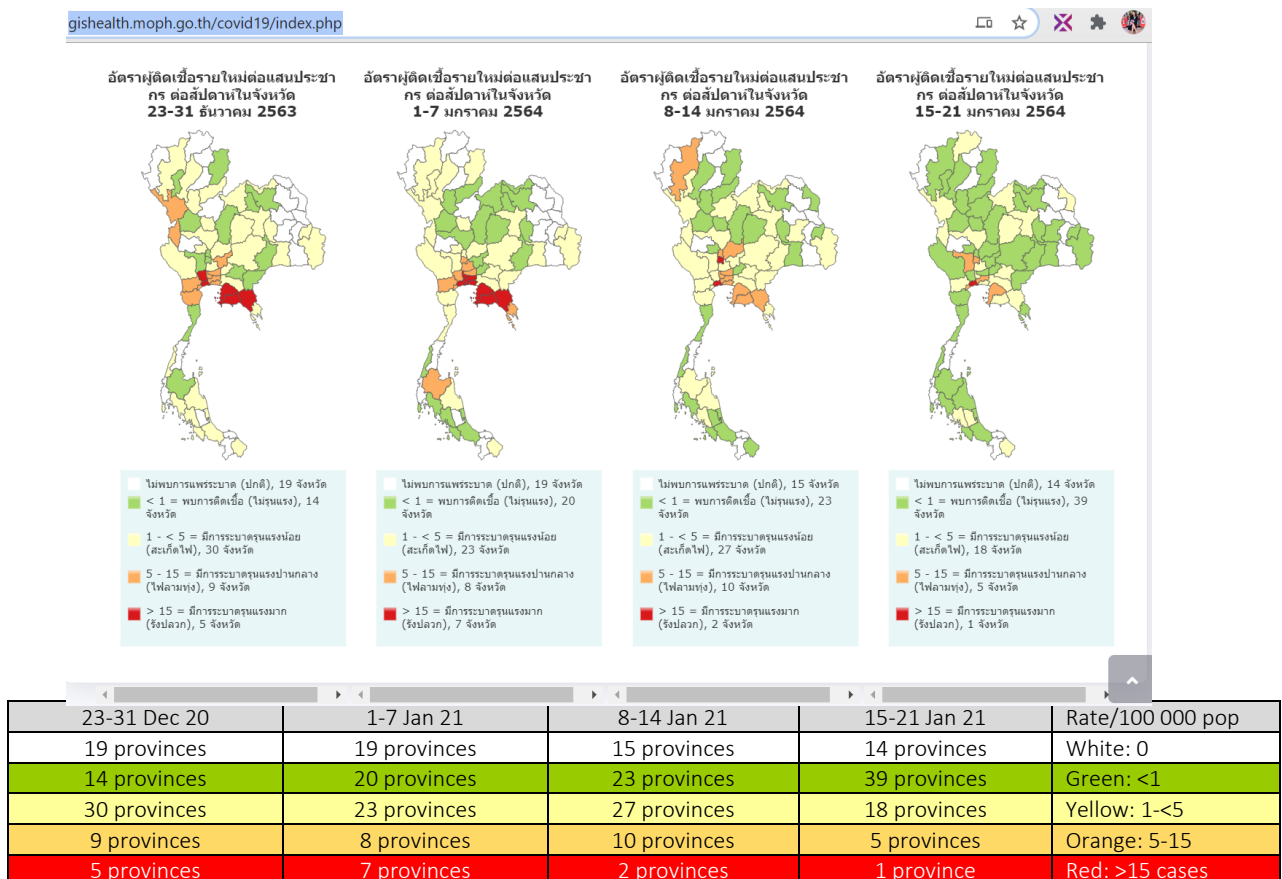 gishealth.moph.go.th/covid19/index.php
อัตราผู้ติดเชื้อรายใหม่ต่อแสนประชา
กร ต่อสัปดาห์ในจังหวัด
23-31 ธันวาคม 2563
อัตราผู้ติดเชื้อรายใหม่ต่อแสนประชา
กร ต่อสัปดาห์ในจังหวัด
1-7 มกราคม 2564
อัตราผู้ติดเชื้อรายใหม่ต่อแสนประชา
กร ต่อสัปดาห์ในจังหวัด
8-14 มกราคม 2564
อัตราผู้ติดเชื้อรายใหม่ต่อแสนประชา
กร ต่อสัปดาห์ในจังหวัด
15-21 มกราคม 2564
ไม่พบการแพร่ระบาด (ปกติ), 19 จังหวัด
< 1 = พบการติดเชื้อ (ไม่รุนแรง), 14
จังหวัด
1 - < 5 = มีการระบาดรุนแรงน้อย
(สะเก็ดไฟ), 30 จังหวัด
5 - 15 = มีการระบาดรุนแรงปานกลาง
(ไฟลามทุ่ง), 9 จังหวัด
> 15 = มีการระบาดรุนแรงมาก
(รังปลวก), 5 จังหวัด
ไม่พบการแพร่ระบาด (ปกติ), 19 จังหวัด
< 1 = พบการติดเชื้อ (ไม่รุนแรง), 20
จังหวัด
1 - < 5 = มีการระบาดรุนแรงน้อย
(สะเก็ดไฟ), 23 จังหวัด
5 - 15 = มีการระบาดรุนแรงปานกลาง
(ไฟลามทุ่ง), 8 จังหวัด
> 15 = มีการระบาดรุนแรงมาก
(รังปลวก), 7 จังหวัด
ไม่พบการแพร่ระบาด (ปกติ), 15 จังหวัด
< 1 = พบการติดเชื้อ (ไม่รุนแรง), 23
จังหวัด
1 - < 5 = มีการระบาดรุนแรงน้อย
(สะเก็ดไฟ), 27 จังหวัด
5 - 15 = มีการระบาดรุนแรงปานกลาง
(ไฟลามทุ่ง), 10 จังหวัด
> 15 = มีการระบาดรุนแรงมาก
(รังปลวก), 2 จังหวัด
ไม่พบการแพร่ระบาด (ปกติ), 14 จังหวัด
< 1 = พบการติดเชื้อ (ไม่รุนแรง), 39
จังหวัด
1 - < 5 = มีการระบาดรุนแรงน้อย
(สะเก็ดไฟ), 18 จังหวัด
5 - 15 = มีการระบาดรุนแรงปานกลาง
(ไฟลามทุ่ง), 5 จังหวัด
> 15 = มีการระบาดรุนแรงมาก
(รังปลวก), 1 จังหวัด
23-31 Dec 20 1-7 Jan 21 8-14 Jan 21 15-21 Jan 21 Rate/100 000 pop
19 provinces 19 provinces 15 provinces 14 provinces White: 0
14 provinces 20 provinces 23 provinces 39 provinces Green: <1
30 provinces 23 provinces 27 provinces 18 provinces Yellow: 1-<5
9 provinces 8 provinces 10 provinces 5 provinces Orange: 5-15
5 provinces 7 provinces 2 provinces 1 province Red: >15 cases